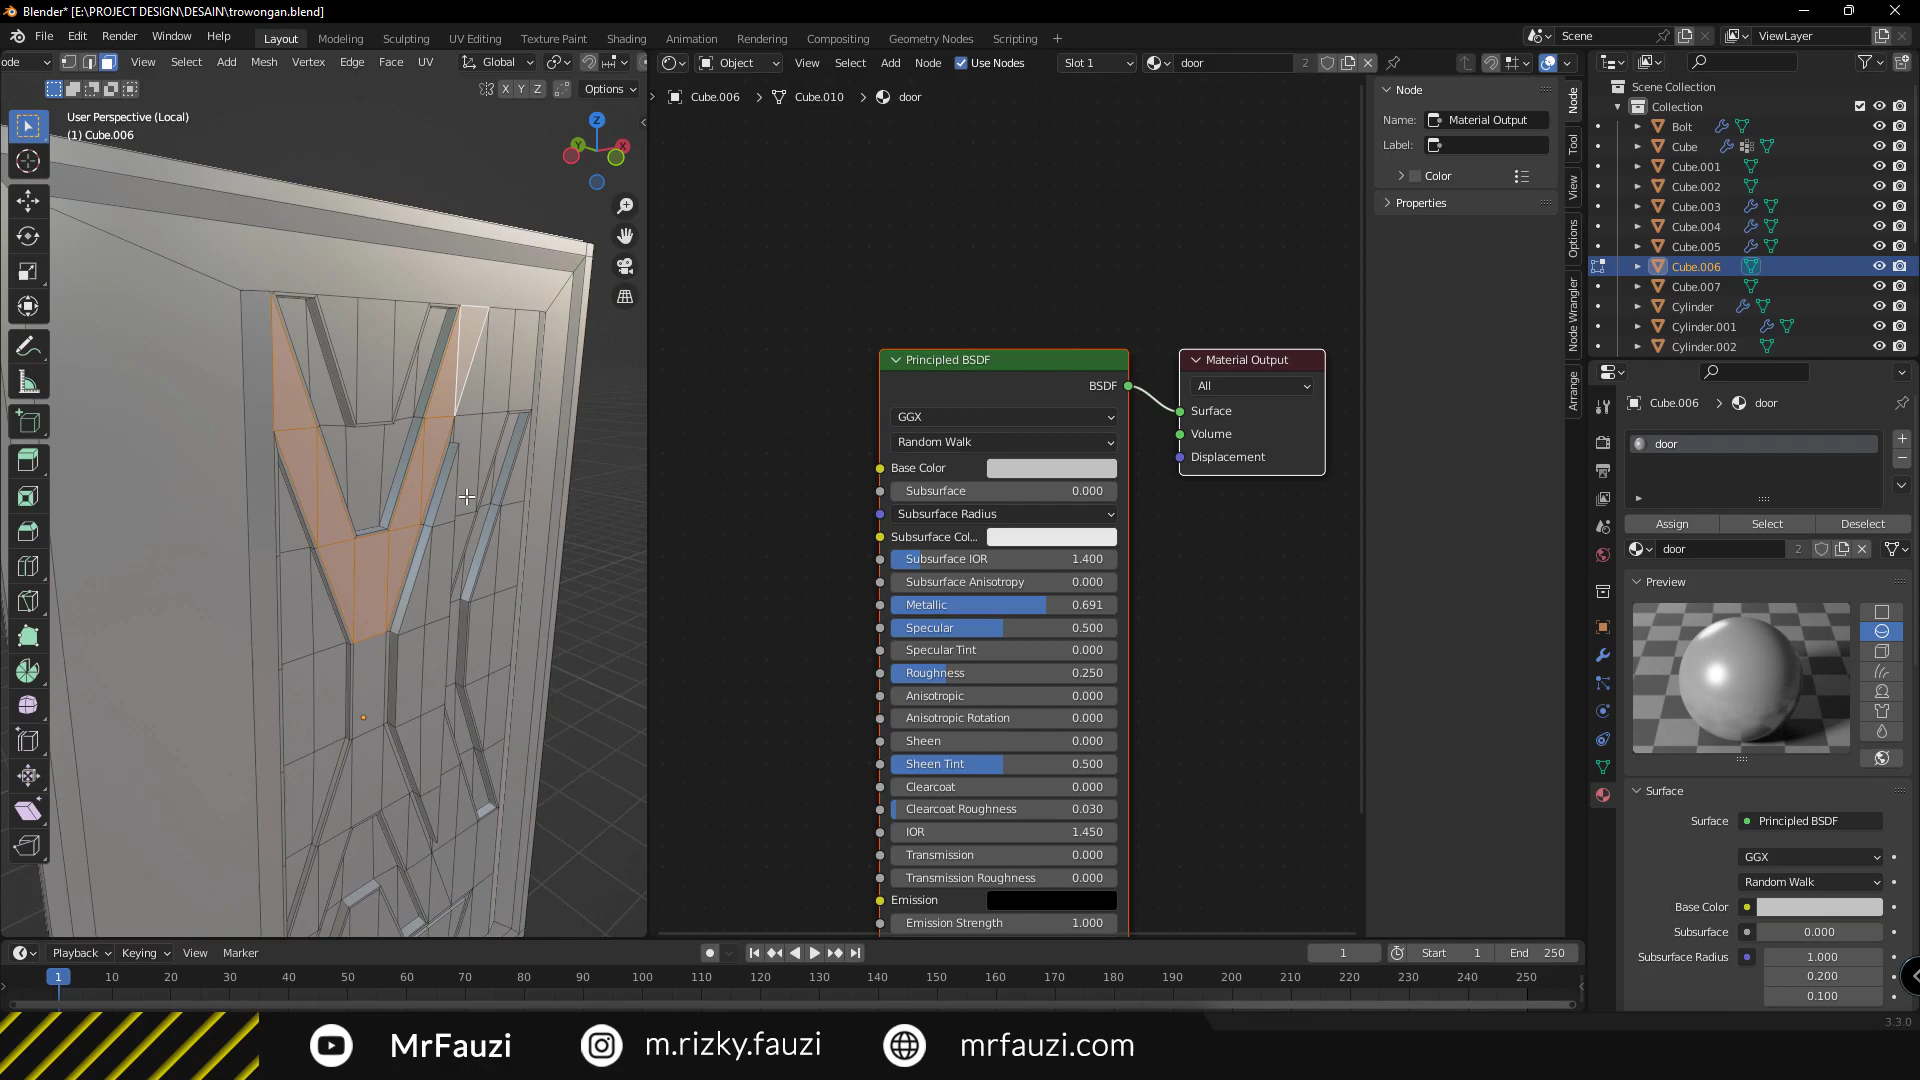 Blender* [E:\PROJECT DESIGN\DESAIN\trowongan.blend]
File Edit Render Window Help
Layout Modeling Sculpting UV Editing Texture Paint Shading Animation Rendering Compositing Geometry Nodes Scripting +
Scene
ViewLayer
ode View Select Add Mesh Vertex Edge Face UV Global
X Y Z Options
Object View Select Add Node Use Nodes Slot 1 door 2
Cube.006 > Cube.010 > door
User Perspective (Local)
(1) Cube.006
Principled BSDF
BSDF
GGX
Random Walk
Base Color
Subsurface 0.000
Subsurface Radius
Subsurface Col...
Subsurface IOR 1.400
Subsurface Anisotropy 0.000
Metallic 0.691
Specular 0.500
Specular Tint 0.000
Roughness 0.250
Anisotropic 0.000
Anisotropic Rotation 0.000
Sheen 0.000
Sheen Tint 0.500
Clearcoat 0.000
Clearcoat Roughness 0.030
IOR 1.450
Transmission 0.000
Transmission Roughness 0.000
Emission
Emission Strength 1.000
Material Output
All
Surface
Volume
Displacement
Node
Name: Material Output
Label:
Color
Properties
Node
Tool
View
Options
Node Wrangler
Arrange
Scene Collection
Collection
Bolt
Cube
Cube.001
Cube.002
Cube.003
Cube.004
Cube.005
Cube.006
Cube.007
Cylinder
Cylinder.001
Cylinder.002
Cube.006 > door
door
Assign Select Deselect
door 2
Preview
Surface
Surface Principled BSDF
GGX
Random Walk
Base Color
Subsurface 0.000
Subsurface Radius 1.000
0.200
0.100
Playback Keying View Marker
1 Start 1 End 250
1 10 20 30 40 50 60 70 80 90 100 110 120 130 140 150 160 170 180 190 200 210 220 230 240 250
3.3.0
MrFauzi m.rizky.fauzi mrfauzi.com